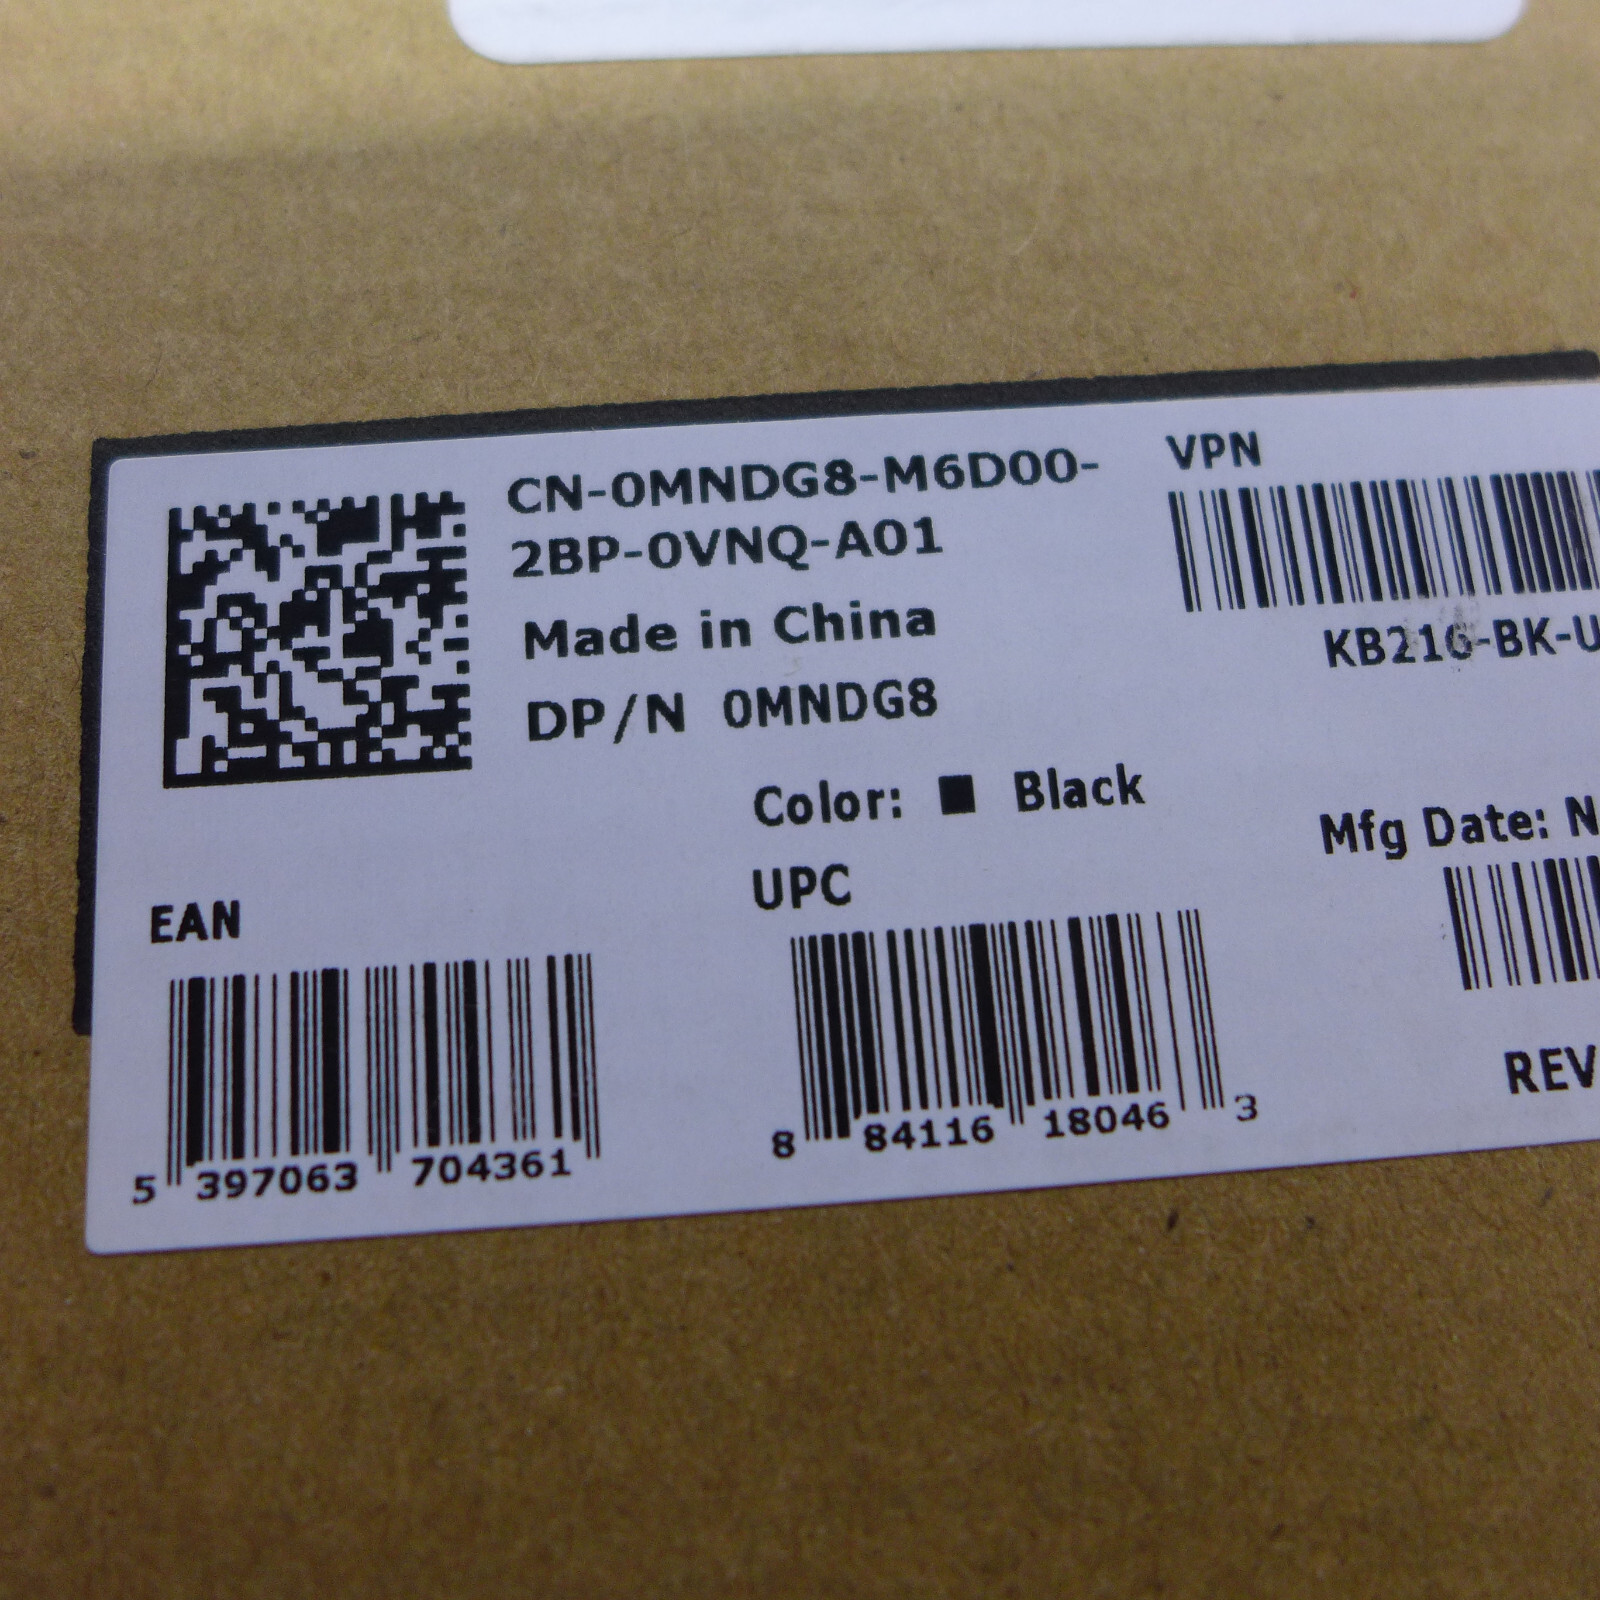 CN-0MNDG8-M6D00-
2BP-0VNQ-A01
Made in China
DP/N 0MNDG8
Color: ■ Black
VPN
KB216-BK-U
Mfg Date: N
EAN
5 397063 704361
UPC
8 84116 18046 3
REV